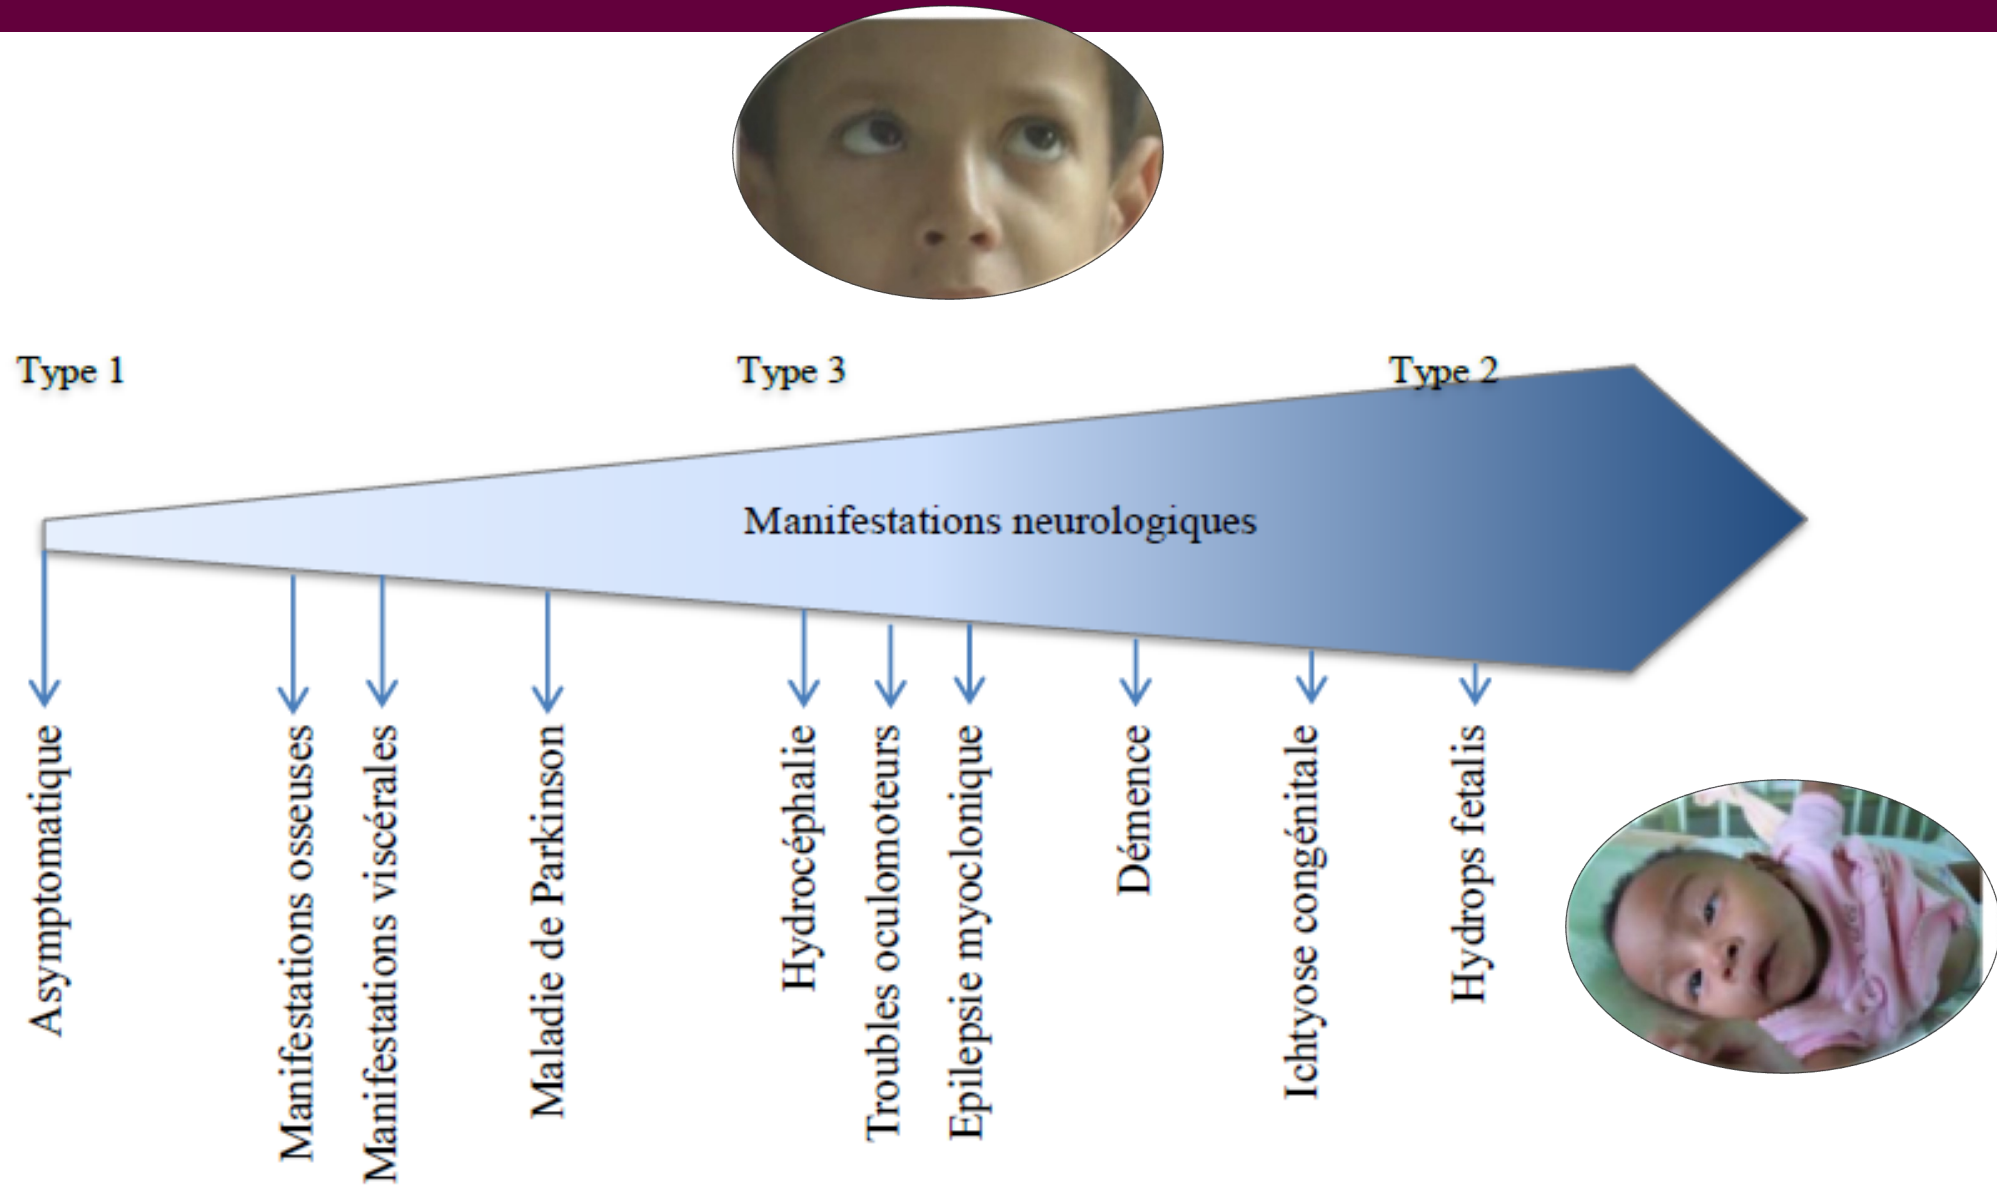 Type 1
Type 3
Type 2
Manifestations neurologiques
Asymptomatique
Manifestations osseuses
Manifestations viscérales
Maladie de Parkinson
Hydrocéphalie
Troubles oculomoteurs
Epilepsie myoclonique
Démence
Ichtyose congénitale
Hydrops fetalis